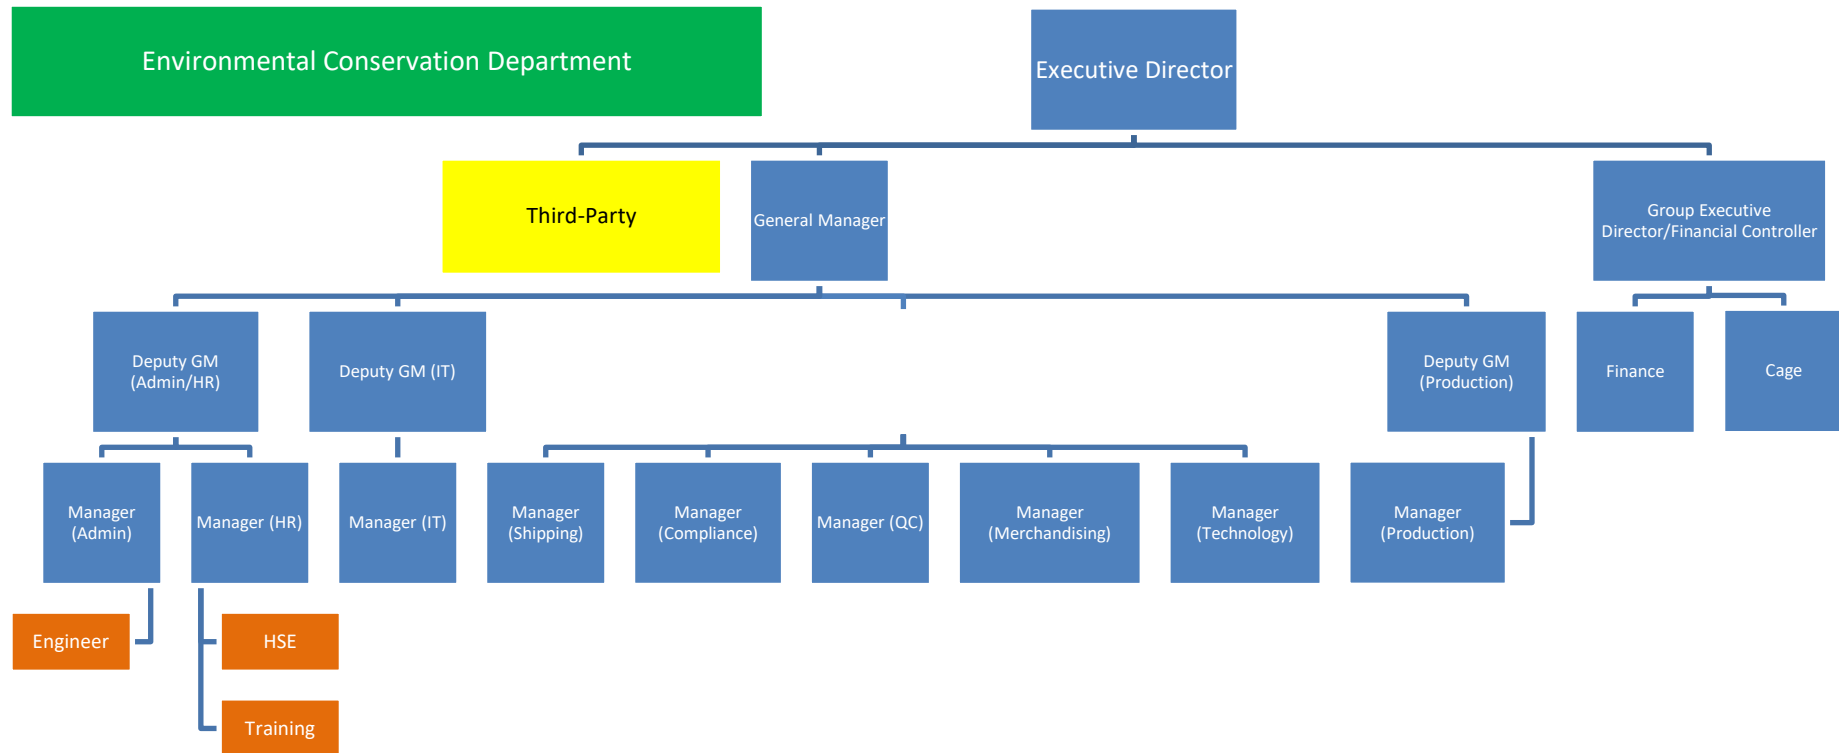 Environmental Conservation Department
Executive Director
Third-Party
General Manager
Group Executive
Director/Financial Controller
Deputy GM
(Admin/HR)
Deputy GM (IT)
Deputy GM
(Production)
Finance
Cage
Manager
(Admin)
Manager (HR)
Manager (IT)
Manager
(Shipping)
Manager
(Compliance)
Manager (QC)
Manager
(Merchandising)
Manager
(Technology)
Manager
(Production)
Engineer
HSE
Training